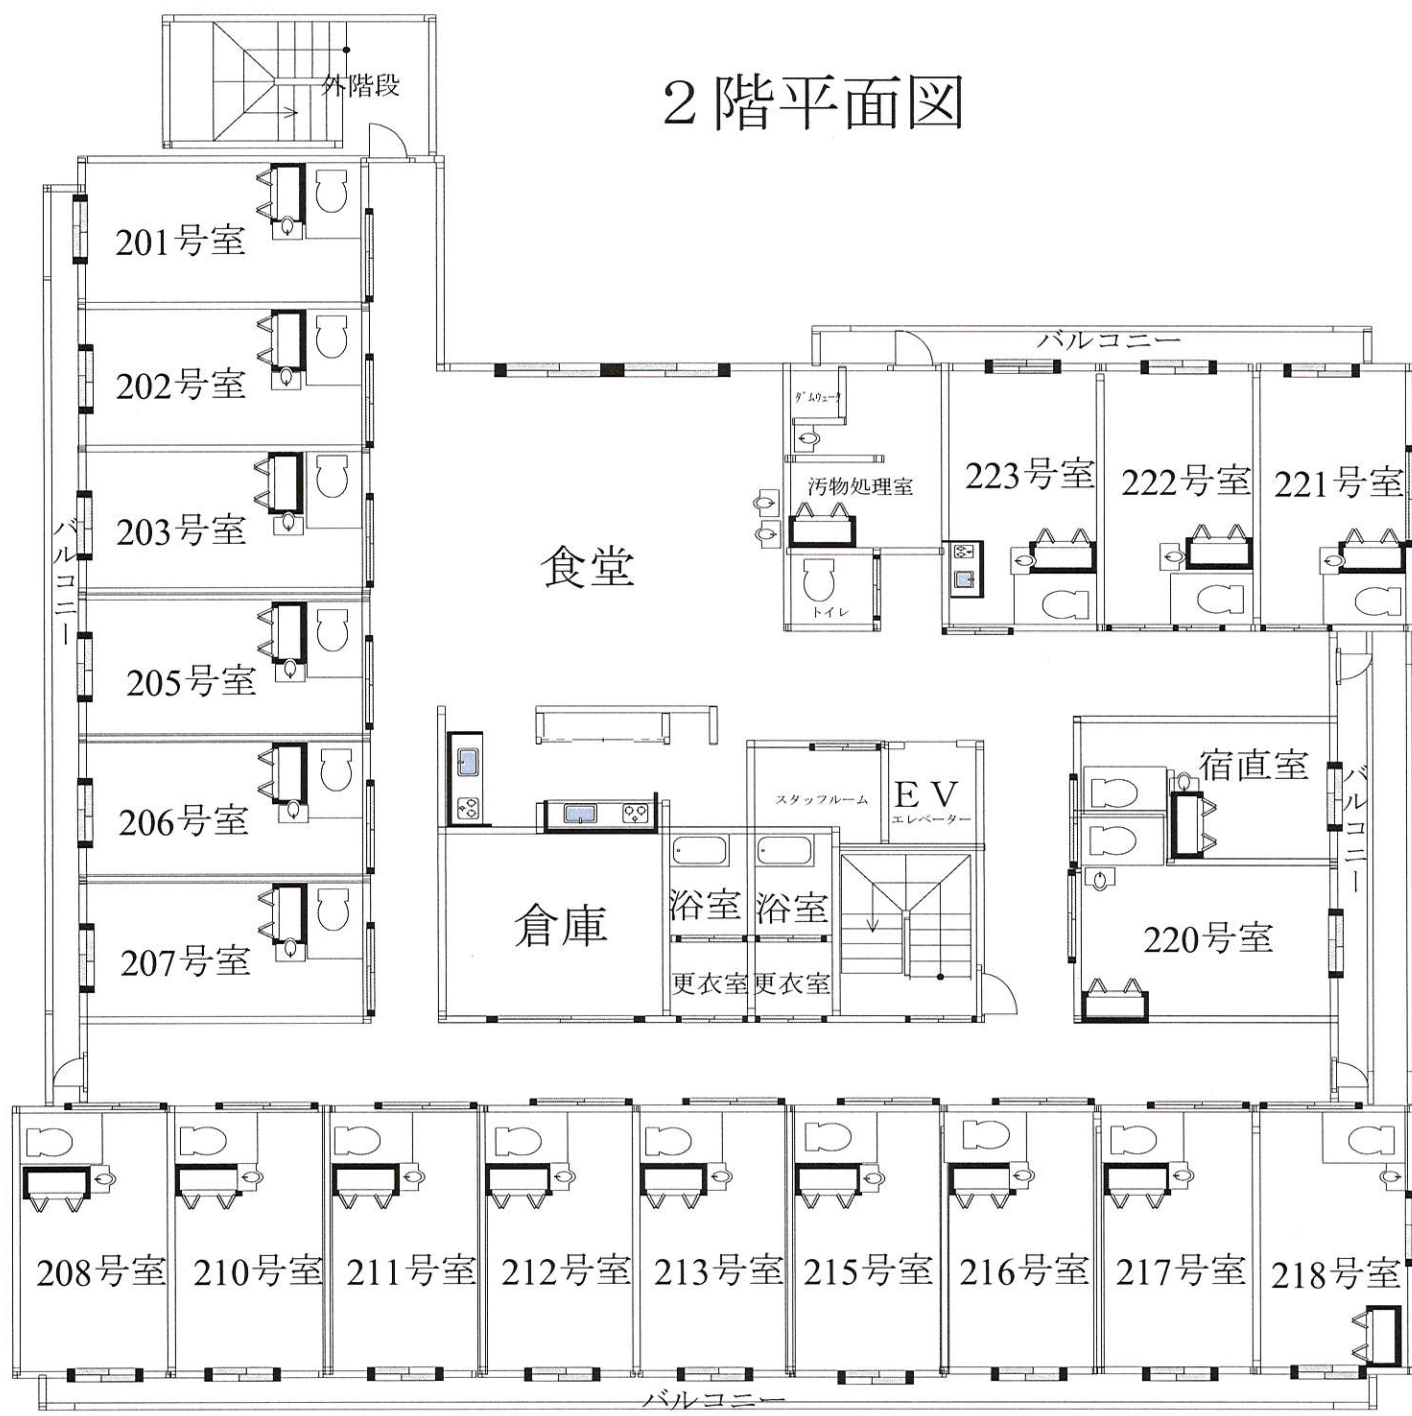 2階平面図
外階段
201号室
202号室
203号室
205号室
206号室
207号室
バルコニー
バルコニー
ダムウェータ
汚物処理室
トイレ
223号室
222号室
221号室
食堂
スタッフルーム
EV
エレベーター
宿直室
バルコニー
220号室
倉庫
浴室
浴室
更衣室
更衣室
208号室
210号室
211号室
212号室
213号室
215号室
216号室
217号室
218号室
バルコニー